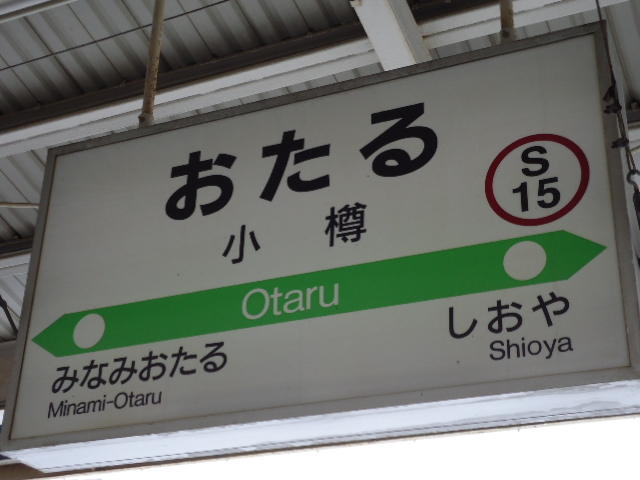 おたる
S
15
小樽
Otaru
みなみおたる
Minami-Otaru
しおや
Shioya